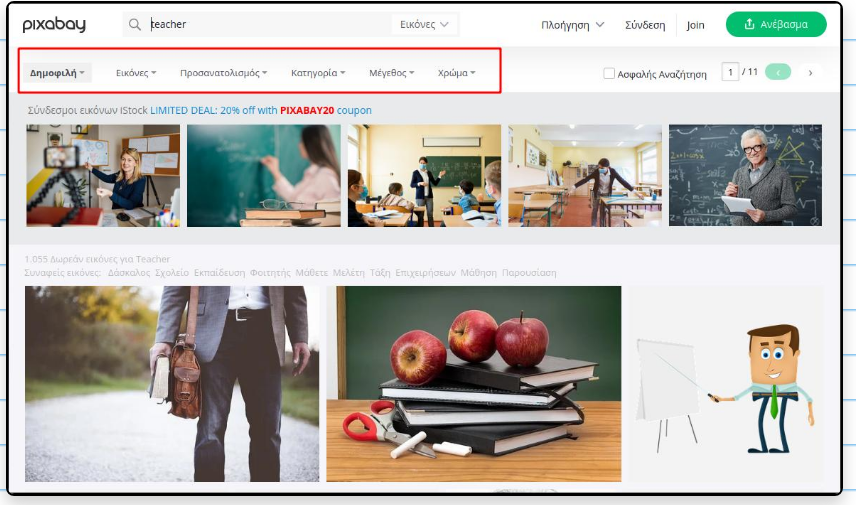 pixabay
teacher
Εικόνες
Πλοήγηση
Σύνδεση
Join
Ανέβασμα
Δημοφιλή
Εικόνες
Προσανατολισμός
Κατηγορία
Μέγεθος
Χρώμα
Ασφαλής Αναζήτηση
1 / 11
Σύνδεσμοι εικόνων iStock LIMITED DEAL: 20% off with PIXABAY20 coupon
1.055 Δωρεάν εικόνες για Teacher
Συναφείς εικόνες: Δάσκαλος Σχολείο Εκπαίδευση Φοιτητής Μάθετε Μελέτη Τάξη Επιχειρήσεων Μάθηση Παρουσίαση